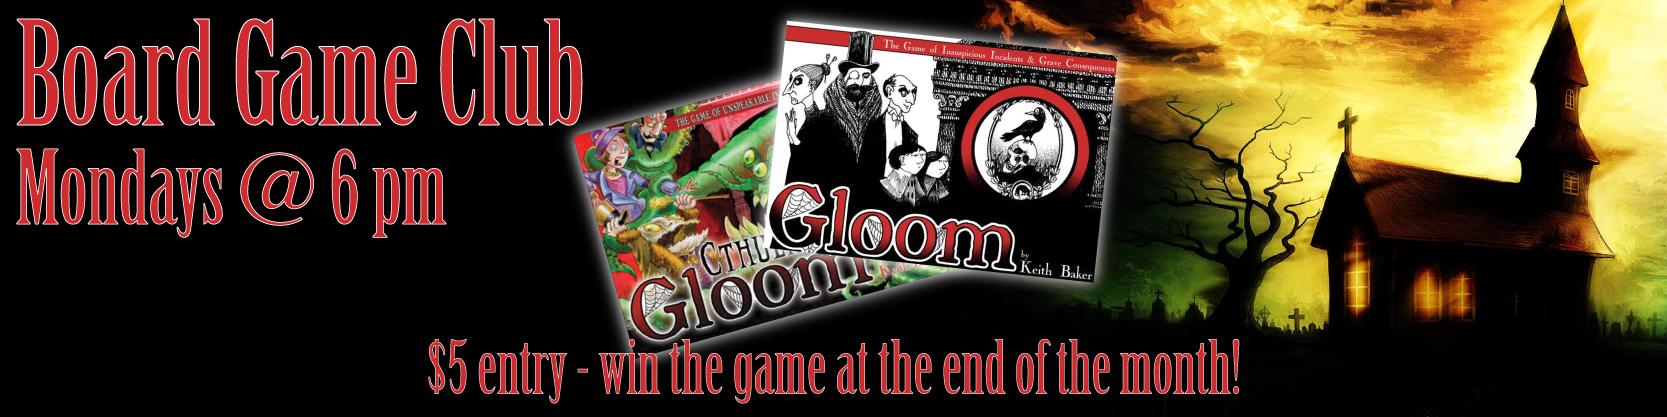 Board Game Club
Mondays @ 6 pm
The Game of Inauspicious Incidents & Grave Consequences
THE GAME OF UNSPEAKABLE
Gloom
by
Keith Baker
Gloom
$5 entry - win the game at the end of the month!